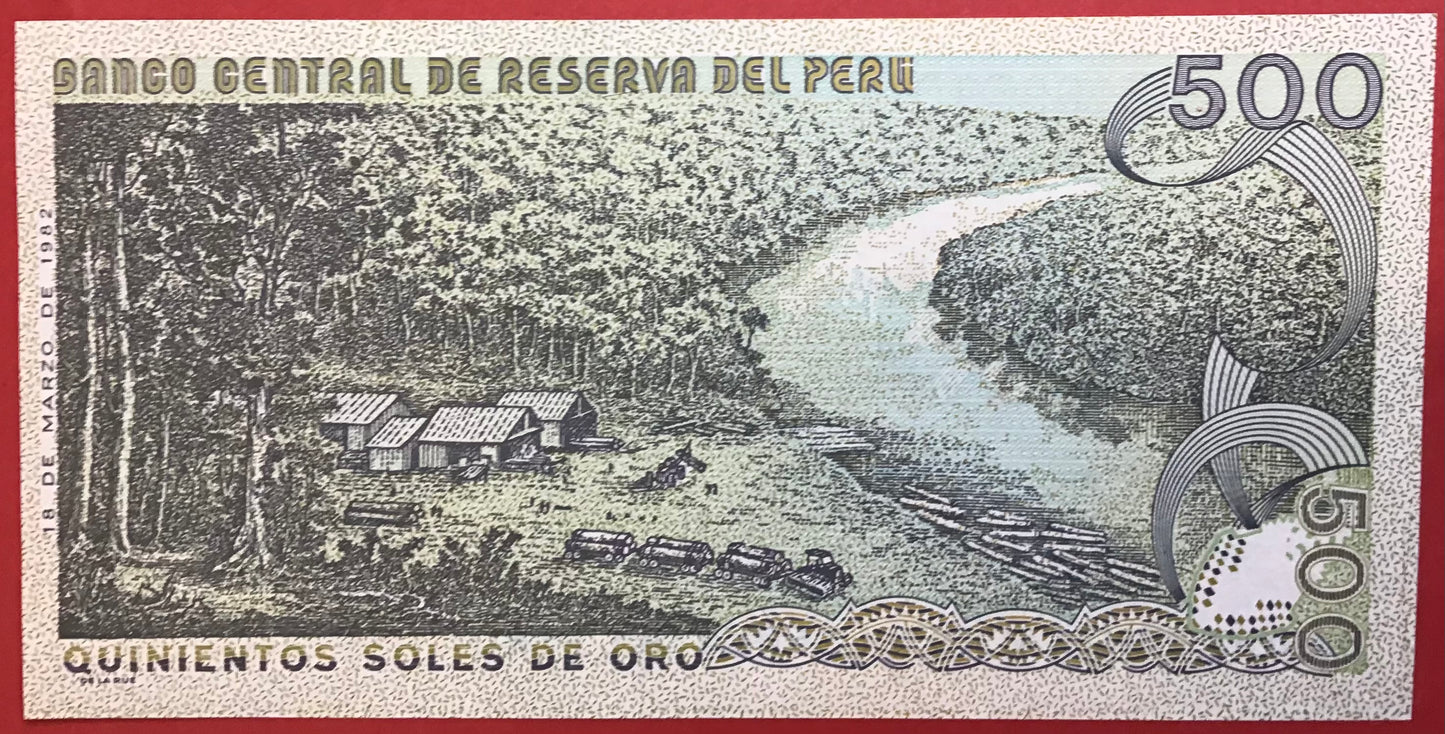 BANCO CENTRAL DE RESERVA DEL PERÚ
500
18 DE MARZO DE 1982
500
QUINIENTOS SOLES DE ORO
DE LA RUE